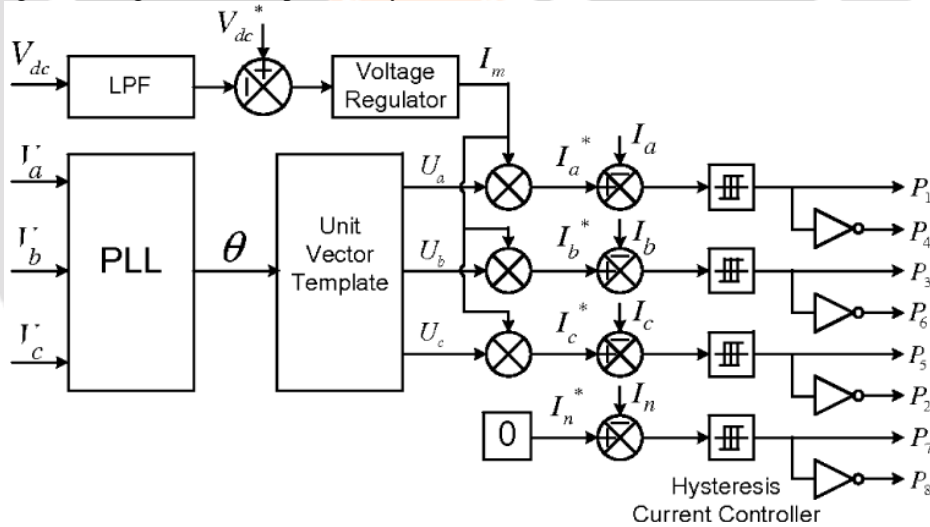 V_dc*
V_dc
LPF
Voltage
Regulator
I_m
U_a
U_b
U_c
PLL
θ
Unit
Vector
Template
I_a*
I_b*
I_c*
I_n*
I_a
I_b
I_c
I_n
0
P_1
P_4
P_3
P_6
P_5
P_2
P_7
P_8
Hysteresis
Current Controller